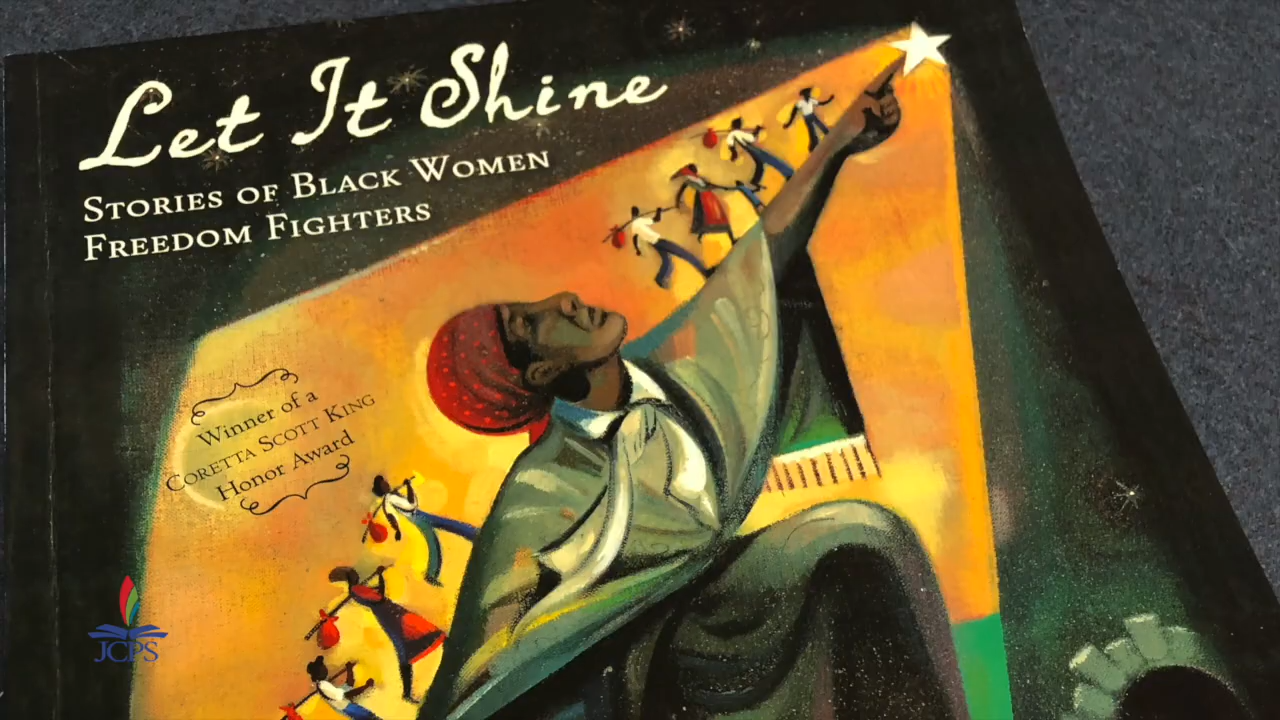 Let It Shine
STORIES OF BLACK WOMEN
FREEDOM FIGHTERS
Winner of a
CORETTA SCOTT KING
Honor Award
JCPS